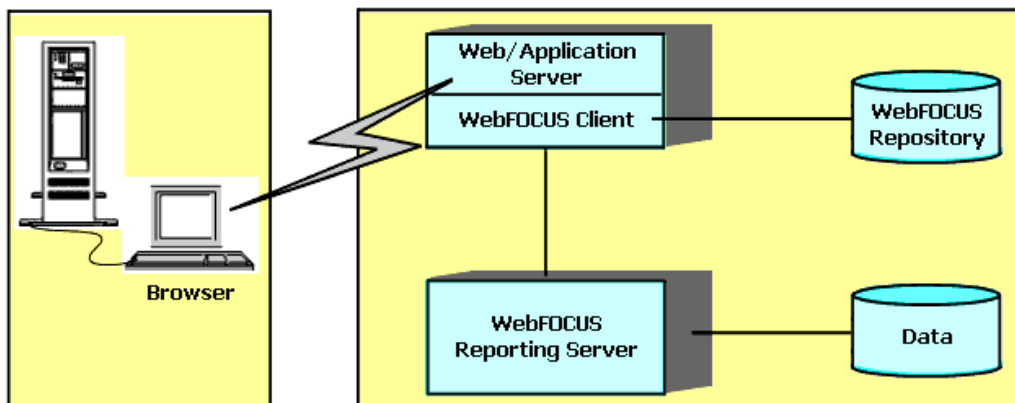 Web/Application
Server
WebFOCUS Client
WebFOCUS
Repository
Browser
WebFOCUS
Reporting Server
Data